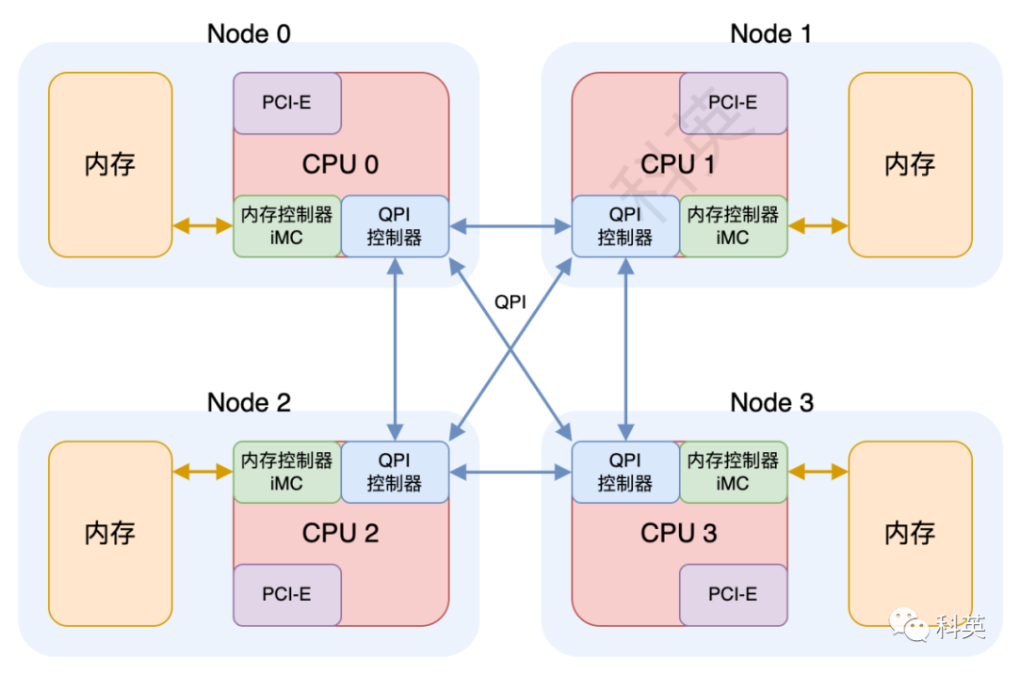 Node 0
Node 1
PCI-E
PCI-E
内存
CPU 0
CPU 1
内存
内存控制器
iMC
QPI
控制器
QPI
控制器
内存控制器
iMC
科英
QPI
Node 2
Node 3
内存控制器
iMC
QPI
控制器
QPI
控制器
内存控制器
iMC
内存
CPU 2
CPU 3
内存
PCI-E
PCI-E
科英